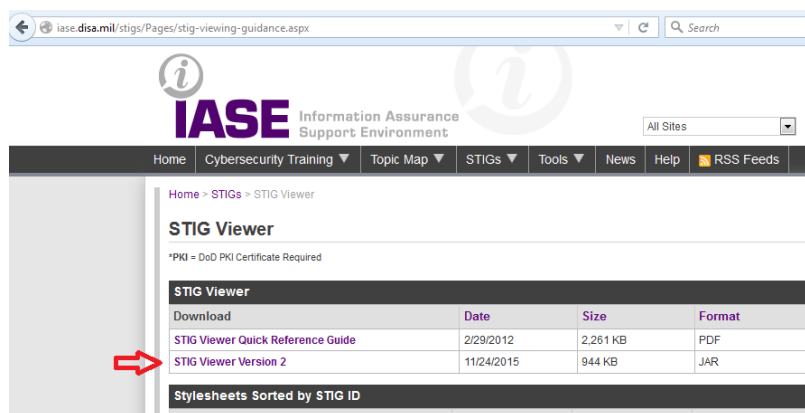 iase.disa.mil/stigs/Pages/stig-viewing-guidance.aspx
Search
i
IASE Information Assurance
Support Environment
All Sites
Home Cybersecurity Training Topic Map STIGs Tools News Help RSS Feeds
Home > STIGs > STIG Viewer
STIG Viewer
*PKI = DoD PKI Certificate Required
STIG Viewer
Download Date Size Format
STIG Viewer Quick Reference Guide 2/29/2012 2,261 KB PDF
STIG Viewer Version 2 11/24/2015 944 KB JAR
Stylesheets Sorted by STIG ID